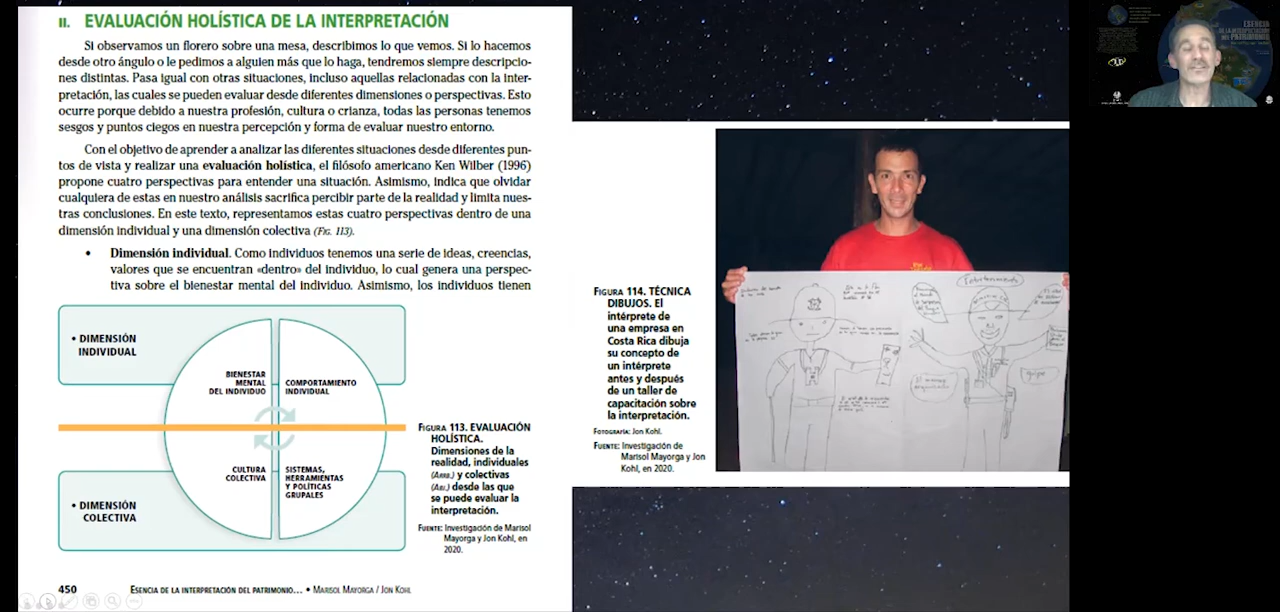 II. EVALUACIÓN HOLÍSTICA DE LA INTERPRETACIÓN
Si observamos un florero sobre una mesa, describimos lo que vemos. Si lo hacemos
desde otro ángulo o le pedimos a alguien más que lo haga, tendremos siempre descripcio-
nes distintas. Pasa igual con otras situaciones, incluso aquellas relacionadas con la inter-
pretación, las cuales se pueden evaluar desde diferentes dimensiones o perspectivas. Esto
ocurre porque debido a nuestra profesión, cultura o crianza, todas las personas tenemos
sesgos y puntos ciegos en nuestra percepción y forma de evaluar nuestro entorno.
Con el objetivo de aprender a analizar las diferentes situaciones desde diferentes pun-
tos de vista y realizar una evaluación holística, el filósofo americano Ken Wilber (1996)
propone cuatro perspectivas para entender una situación. Asimismo, indica que olvidar
cualquiera de estas en nuestro análisis sacrifica percibir parte de la realidad y limita nues-
tras conclusiones. En este texto, representamos estas cuatro perspectivas dentro de una
dimensión individual y una dimensión colectiva (FIG. 113).
• Dimensión individual. Como individuos tenemos una serie de ideas, creencias,
valores que se encuentran «dentro» del individuo, lo cual genera una perspec-
tiva sobre el bienestar mental del individuo. Asimismo, los individuos tienen
• DIMENSIÓN
INDIVIDUAL
BIENESTAR
MENTAL
DEL INDIVIDUO
COMPORTAMIENTO
INDIVIDUAL
CULTURA
COLECTIVA
SISTEMAS,
HERRAMIENTAS
Y POLÍTICAS
GRUPALES
• DIMENSIÓN
COLECTIVA
FIGURA 113. EVALUACIÓN
HOLÍSTICA.
Dimensiones de la
realidad, individuales
(ARR.) y colectivas
(AB.) desde las que
se puede evaluar la
interpretación.
FUENTE: Investigación de Marisol
Mayorga y Jon Kohl, en
2020.
450
ESENCIA DE LA INTERPRETACIÓN DEL PATRIMONIO... • MARISOL MAYORGA / JON KOHL
FIGURA 114. TÉCNICA
DIBUJOS. El
intérprete de
una empresa en
Costa Rica dibuja
su concepto de
un intérprete
antes y después
de un taller de
capacitación sobre
la interpretación.
FOTOGRAFÍA: Jon Kohl.
FUENTE: Investigación de
Marisol Mayorga y Jon
Kohl, en 2020.
ESENCIA
DE LA INTERPRETACIÓN
DEL PATRIMONIO